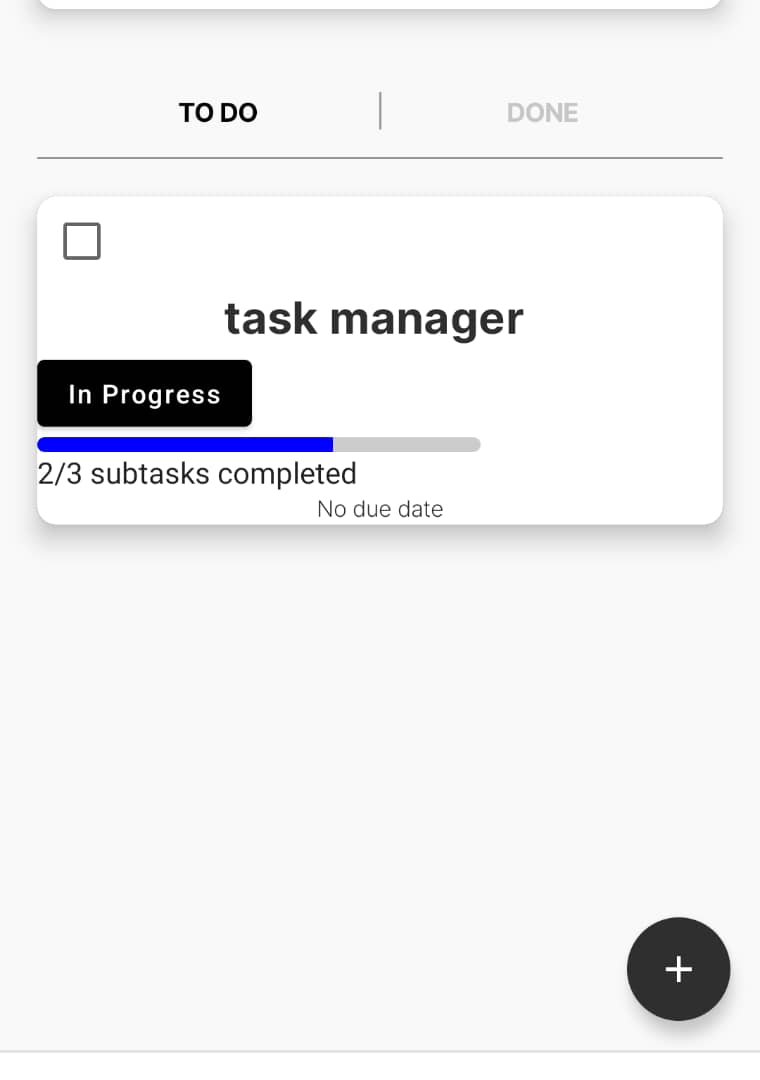 TO DO
DONE
task manager
In Progress
2/3 subtasks completed
No due date
+